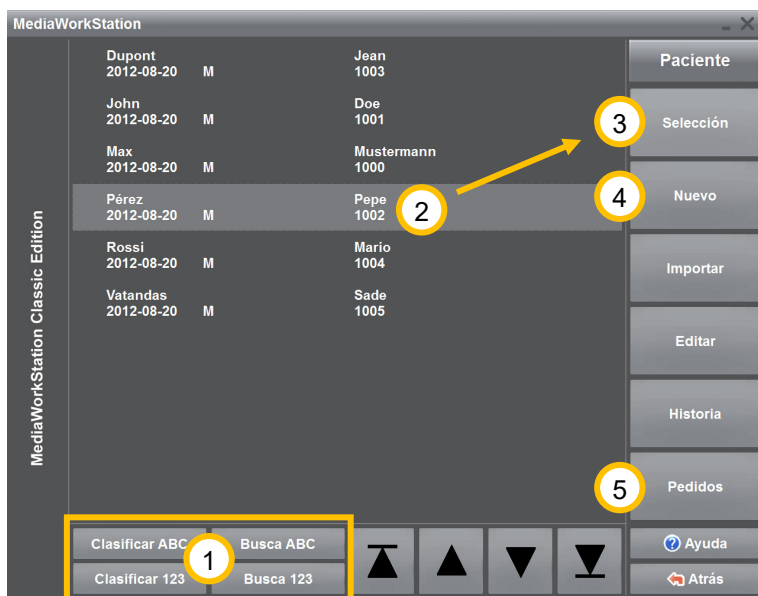 MediaWorkStation
MediaWorkStation Classic Edition
Dupont Jean
2012-08-20 M 1003
John Doe
2012-08-20 M 1001
Max Mustermann
2012-08-20 M 1000
Pérez Pepe
2012-08-20 M 1002
2
Rossi Mario
2012-08-20 M 1004
Vatandas Sade
2012-08-20 M 1005
Paciente
3 Selección
4 Nuevo
Importar
Editar
Historia
5 Pedidos
Clasificar ABC Busca ABC
1
Clasificar 123 Busca 123
? Ayuda
Atrás